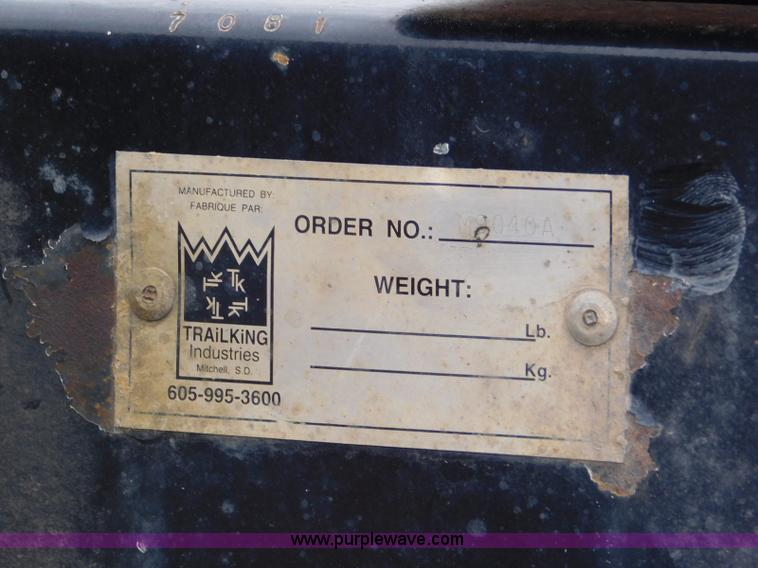 7081
MANUFACTURED BY:
FABRIQUE PAR:
ORDER NO.:
TK TK TK TK
WEIGHT:
TRAiLKiNG
Industries
Mitchell, S.D.
605-995-3600
Lb.
Kg.
www.purplewave.com